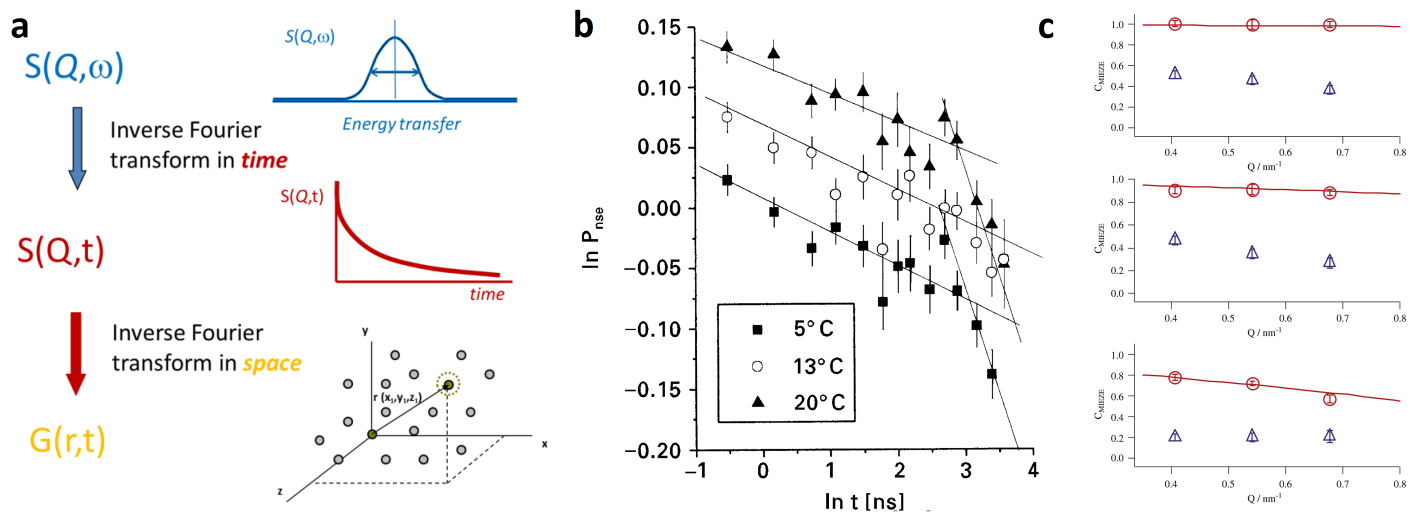 a
S(Q,ω)
Inverse Fourier
transform in time
S(Q,t)
Inverse Fourier
transform in space
G(r,t)
S(Q,ω)
Energy transfer
S(Q,t)
time
y
r (x₁,y₁,z₁)
x
z
b
0.15
0.10
0.05
0.00
−0.05
−0.10
−0.15
−0.20
ln Pnse
5°C
13°C
20°C
−1 0 1 2 3 4
ln t [ns]
c
1.0
0.8
0.6
0.4
0.2
0.0
C_MIEZE
0.4 0.5 0.6 0.7 0.8
Q / nm⁻¹
1.0
0.8
0.6
0.4
0.2
0.0
C_MIEZE
0.4 0.5 0.6 0.7 0.8
Q / nm⁻¹
1.0
0.8
0.6
0.4
0.2
0.0
C_MIEZE
0.4 0.5 0.6 0.7 0.8
Q / nm⁻¹